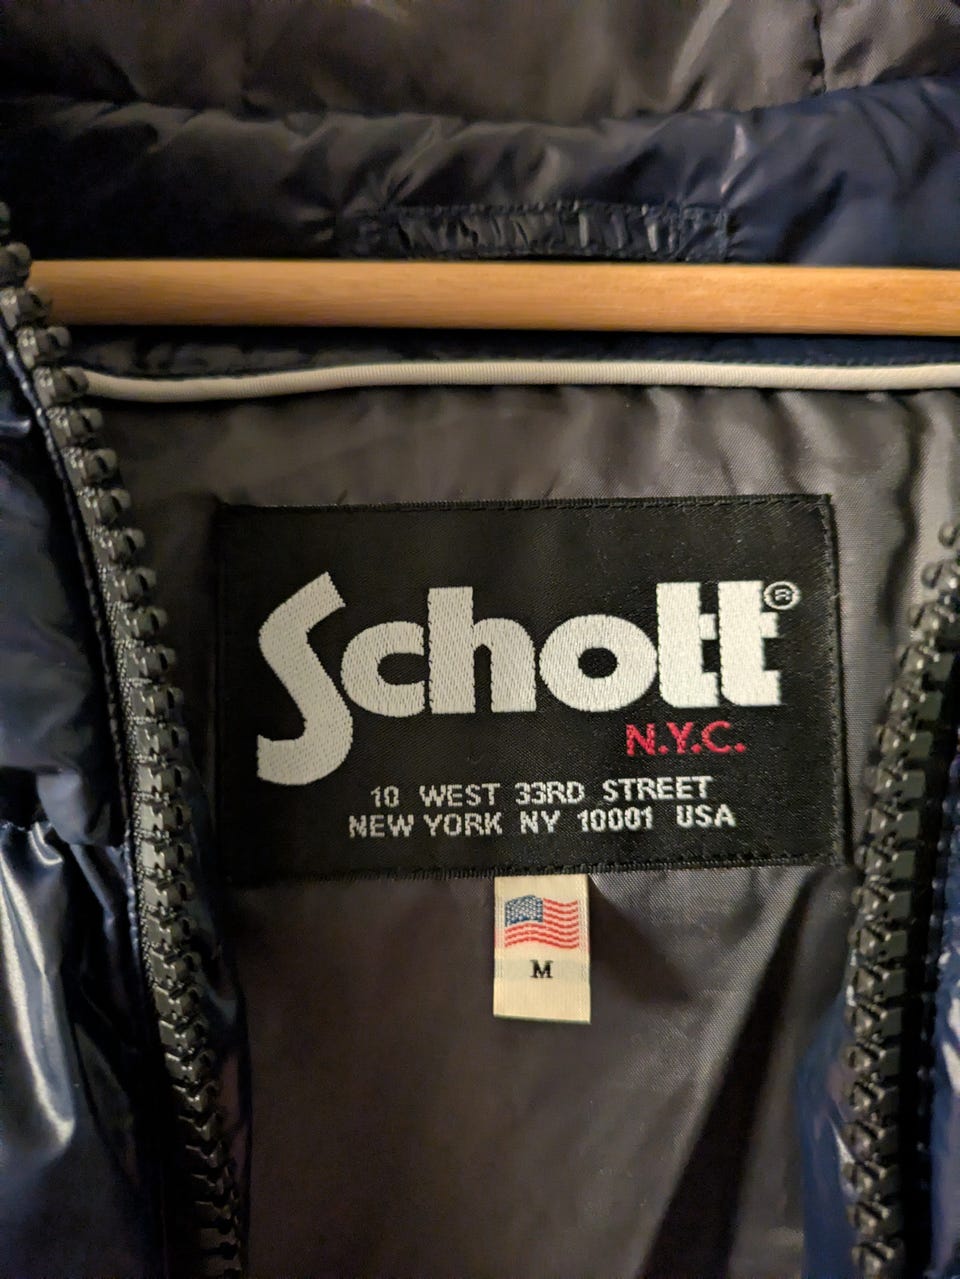 Schott®
N.Y.C.
10 WEST 33RD STREET
NEW YORK NY 10001 USA
M